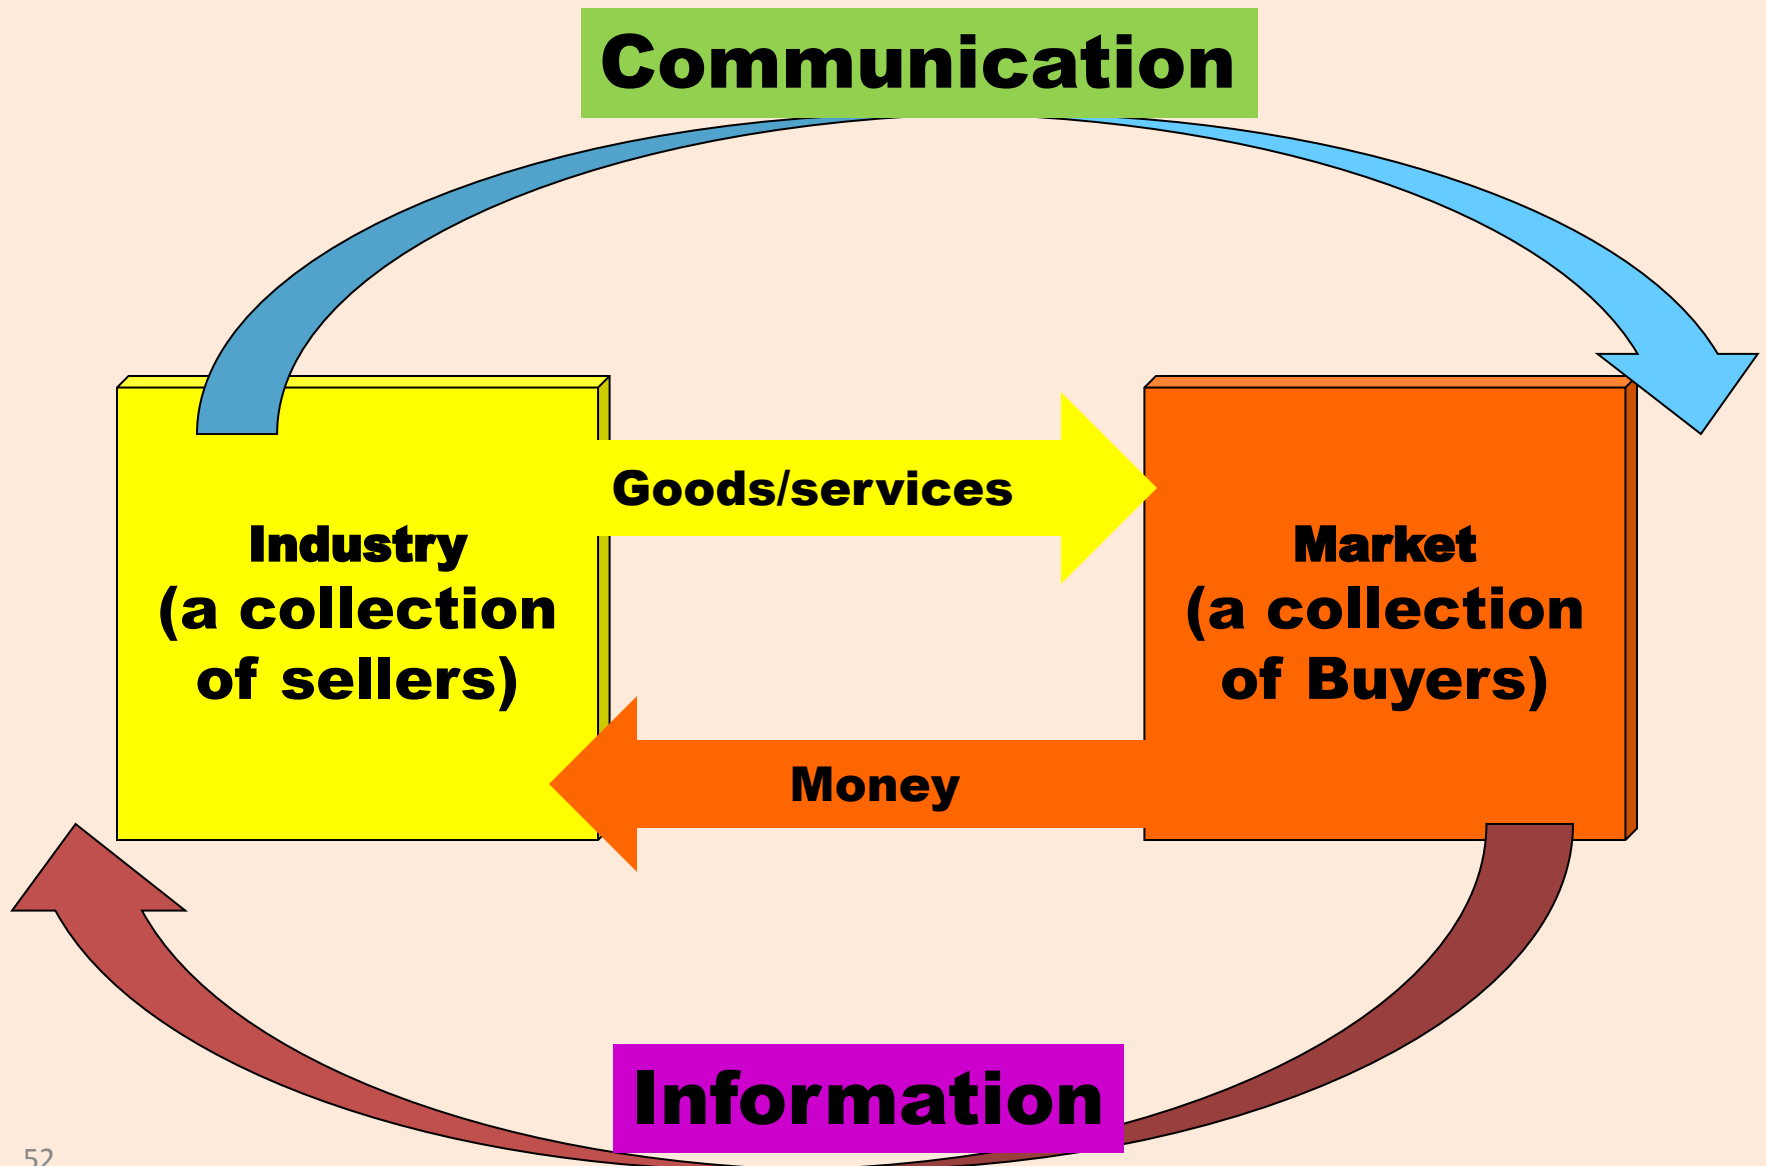 Communication
Goods/services
Industry
(a collection
of sellers)
Market
(a collection
of Buyers)
Money
Information
52